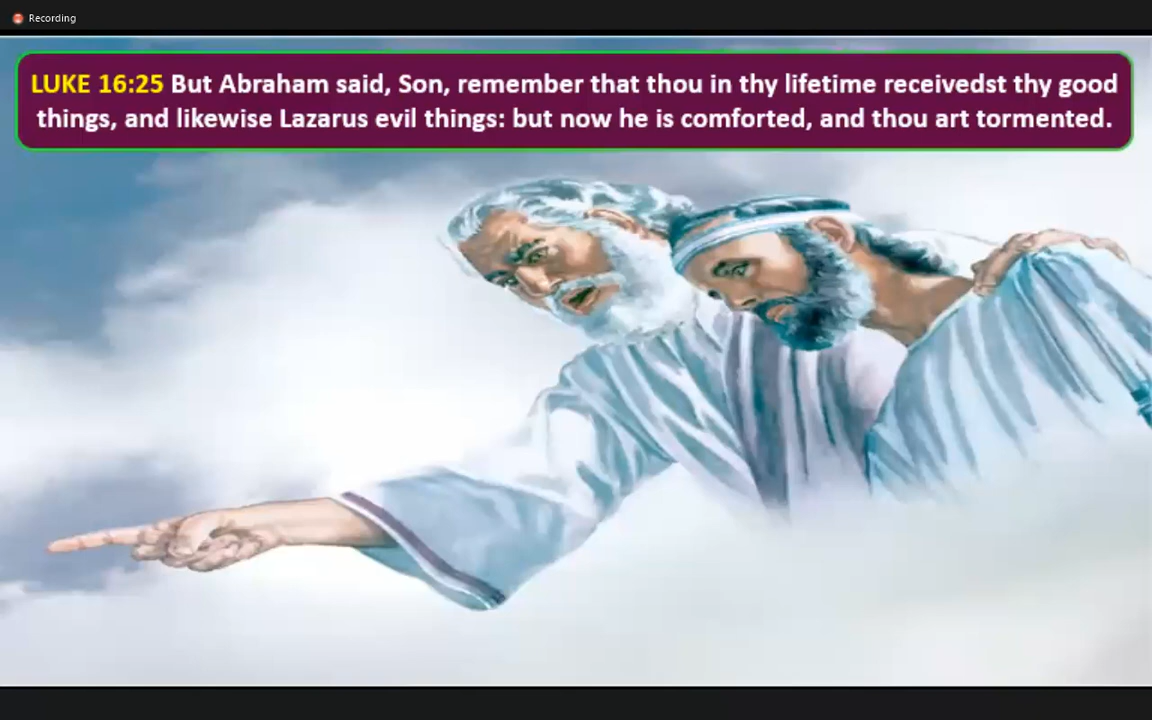 Recording
LUKE 16:25 But Abraham said, Son, remember that thou in thy lifetime receivedst thy good
things, and likewise Lazarus evil things: but now he is comforted, and thou art tormented.